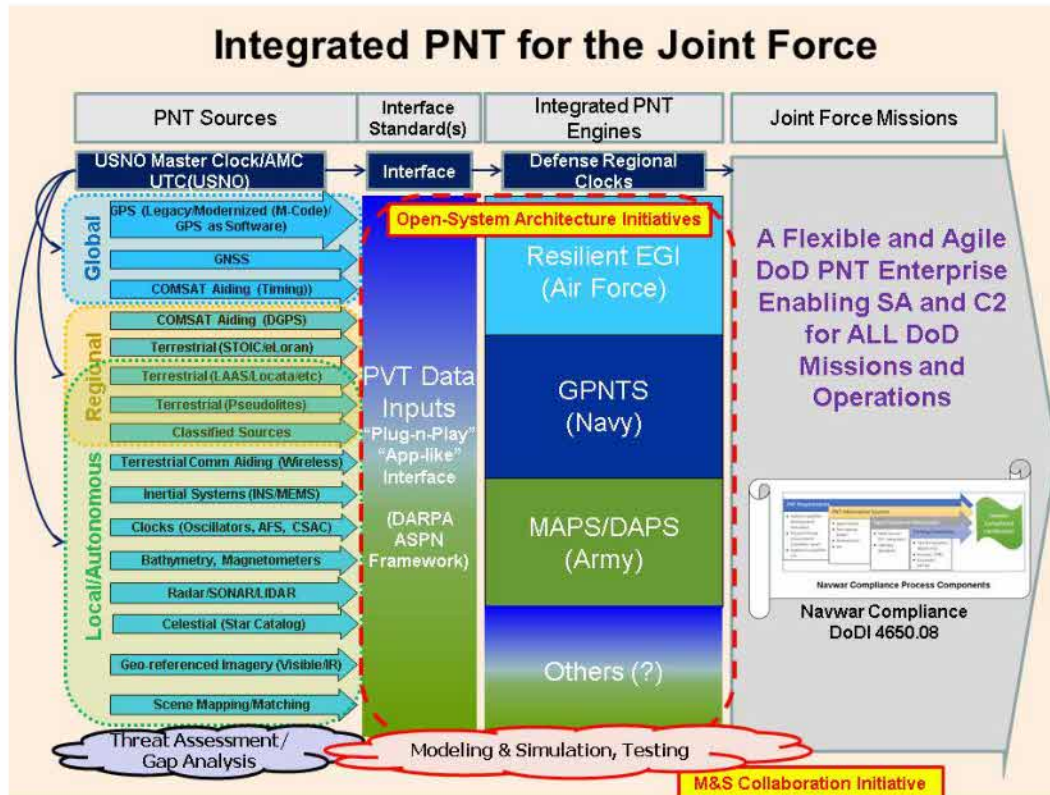 Integrated PNT for the Joint Force
PNT Sources
Interface
Standard(s)
Integrated PNT
Engines
Joint Force Missions
USNO Master Clock/AMC
UTC(USNO)
Interface
Defense Regional
Clocks
Global
GPS (Legacy/Modernized (M-Code)/
GPS as Software)
GNSS
COMSAT Aiding (Timing))
Regional
COMSAT Aiding (DGPS)
Terrestrial (STOIC/eLoran)
Terrestrial (LAAS/Locata/etc)
Terrestrial (Pseudolites)
Classified Sources
Local/Autonomous
Terrestrial Comm Aiding (Wireless)
Inertial Systems (INS/MEMS)
Clocks (Oscillators, AFS, CSAC)
Bathymetry, Magnetometers
Radar/SONAR/LIDAR
Celestial (Star Catalog)
Geo-referenced Imagery (Visible/IR)
Scene Mapping/Matching
Open-System Architecture Initiatives
PVT Data
Inputs
"Plug-n-Play"
"App-like"
Interface
(DARPA
ASPN
Framework)
Resilient EGI
(Air Force)
GPNTS
(Navy)
MAPS/DAPS
(Army)
Others (?)
A Flexible and Agile
DoD PNT Enterprise
Enabling SA and C2
for ALL DoD
Missions and
Operations
Navwar Compliance Process Components
Navwar Compliance
DoDI 4650.08
Threat Assessment/
Gap Analysis
Modeling & Simulation, Testing
M&S Collaboration Initiative